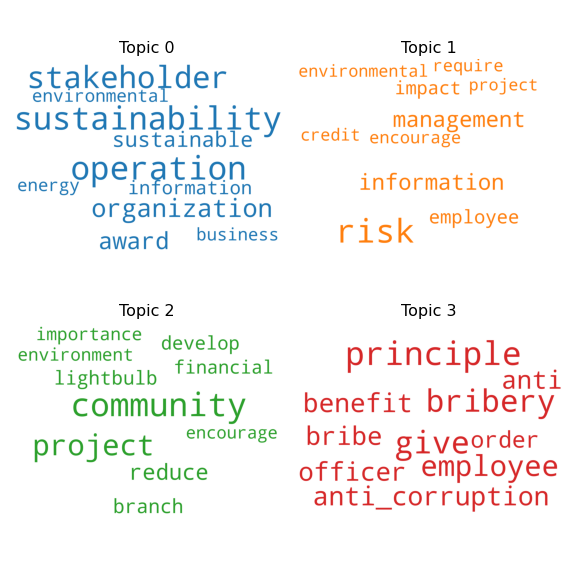 Topic 0
stakeholder
environmental
sustainability
sustainable
operation
energy information
organization
award business
Topic 1
environmental require
impact project
management
credit encourage
information
employee
risk
Topic 2
importance
develop
environment
financial
lightbulb
community
encourage
project
reduce
branch
Topic 3
principle
anti
benefit bribery
bribe give order
officer employee
anti_corruption